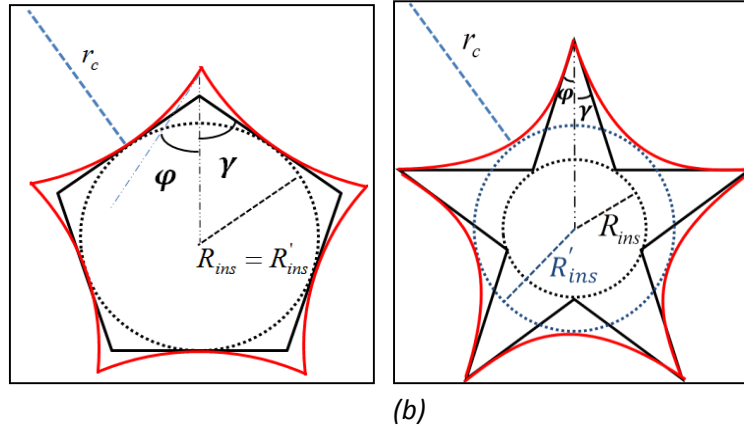 r_c
φ
γ
R_ins = R'_ins
r_c
φ
γ
R_ins
R'_ins
(b)